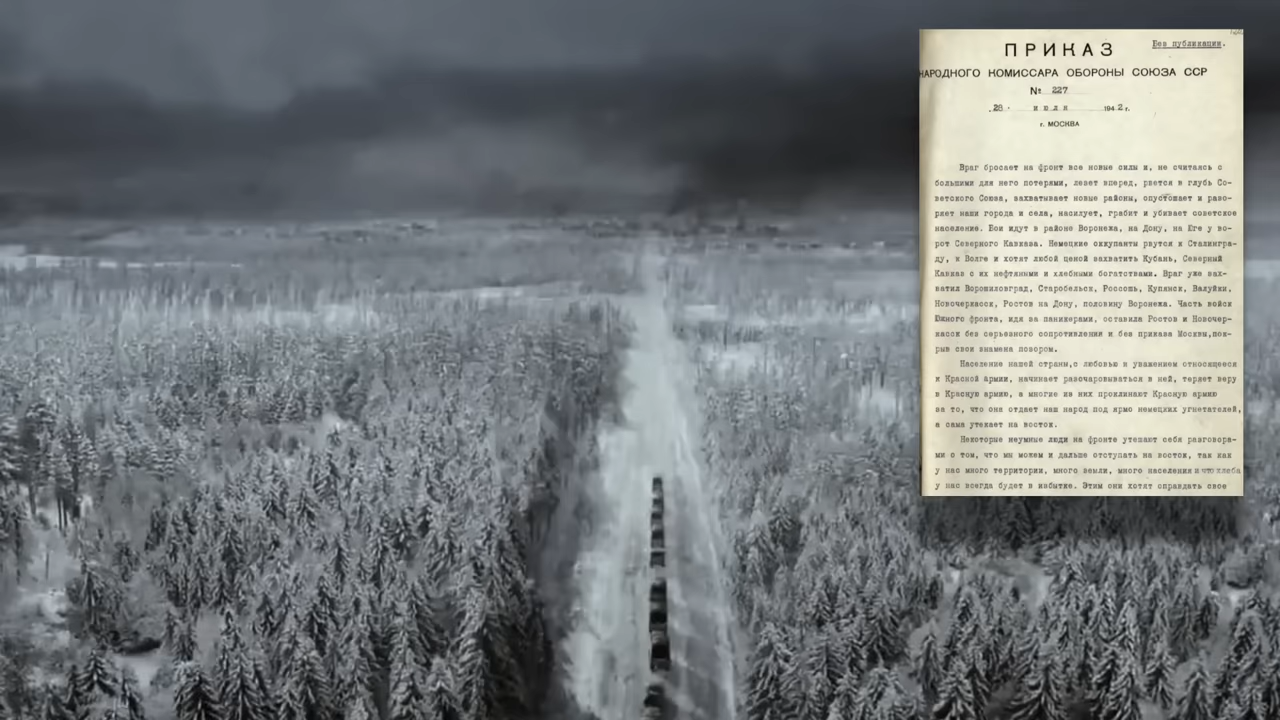 Без публикации.
ПРИКАЗ
НАРОДНОГО КОМИССАРА ОБОРОНЫ СОЮЗА ССР
№ 227
28 июля 1942 г.
г. МОСКВА
Враг бросает на фронт все новые силы и, не считаясь с
большими для него потерями, лезет вперед, рвется в глубь Со-
ветского Союза, захватывает новые районы, опустошает и разо-
ряет наши города и села, насилует, грабит и убивает советское
население. Бои идут в районе Воронежа, на Дону, на Юге у во-
рот Северного Кавказа. Немецкие оккупанты рвутся к Сталингра-
ду, к Волге и хотят любой ценой захватить Кубань, Северный
Кавказ с их нефтяными и хлебными богатствами. Враг уже зах-
ватил Ворошиловград, Старобельск, Россошь, Купянск, Валуйки,
Новочеркасск, Ростов на Дону, половину Воронежа. Часть войск
Южного фронта, идя за паникерами, оставила Ростов и Новочер-
касск без серьезного сопротивления и без приказа Москвы, пок-
рыв свои знамена позором.
Население нашей страны, с любовью и уважением относящееся
к Красной Армии, начинает разочаровываться в ней, теряет веру
в Красную армию, а многие из них проклинают Красную армию
за то, что она отдает наш народ под ярмо немецких угнетателей,
а сама утекает на восток.
Некоторые неумные люди на фронте утешают себя разговора-
ми о том, что мы можем и дальше отступать на восток, так как
у нас много территории, много земли, много населения и что хлеба
у нас всегда будет в избытке. Этим они хотят оправдать свое